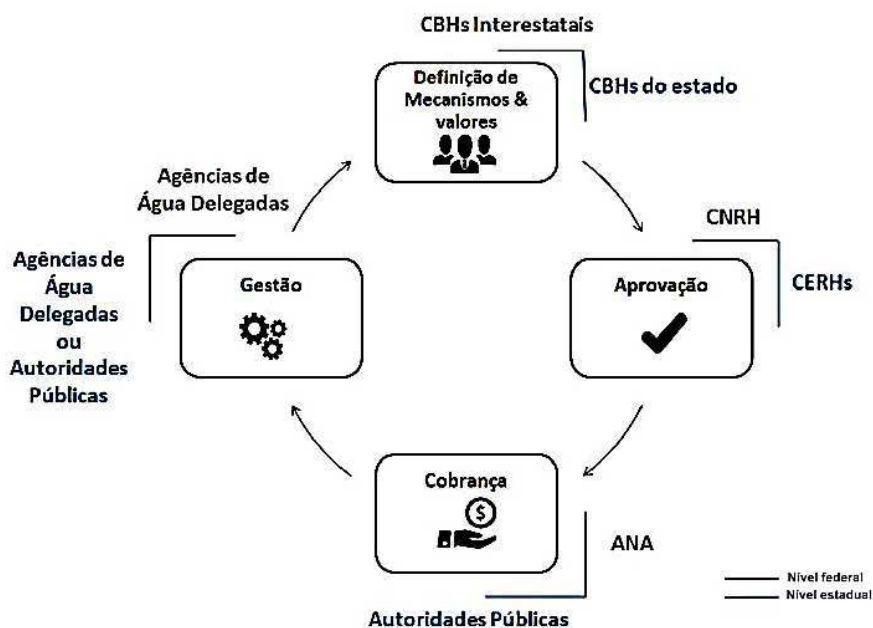 CBHs Interestatais
Definição de
Mecanismos &
valores
CBHs do estado
Agências de
Água Delegadas
CNRH
Agências de
Água
Delegadas
ou
Autoridades
Públicas
Gestão
Aprovação
CERHs
Cobrança
$
ANA
Autoridades Públicas
Nível federal
Nível estadual